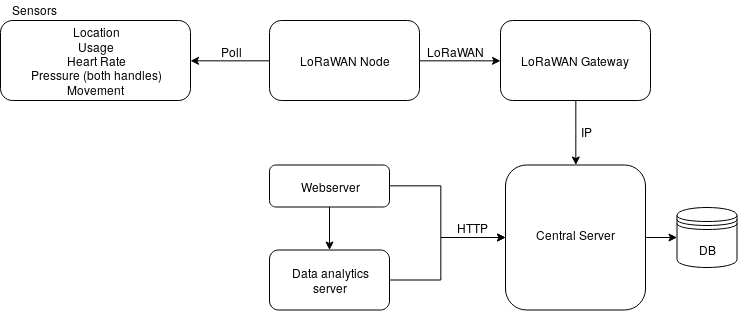 Sensors
Location
Usage
Heart Rate
Pressure (both handles)
Movement
Poll
LoRaWAN Node
LoRaWAN
LoRaWAN Gateway
IP
Webserver
Data analytics
server
HTTP
Central Server
DB